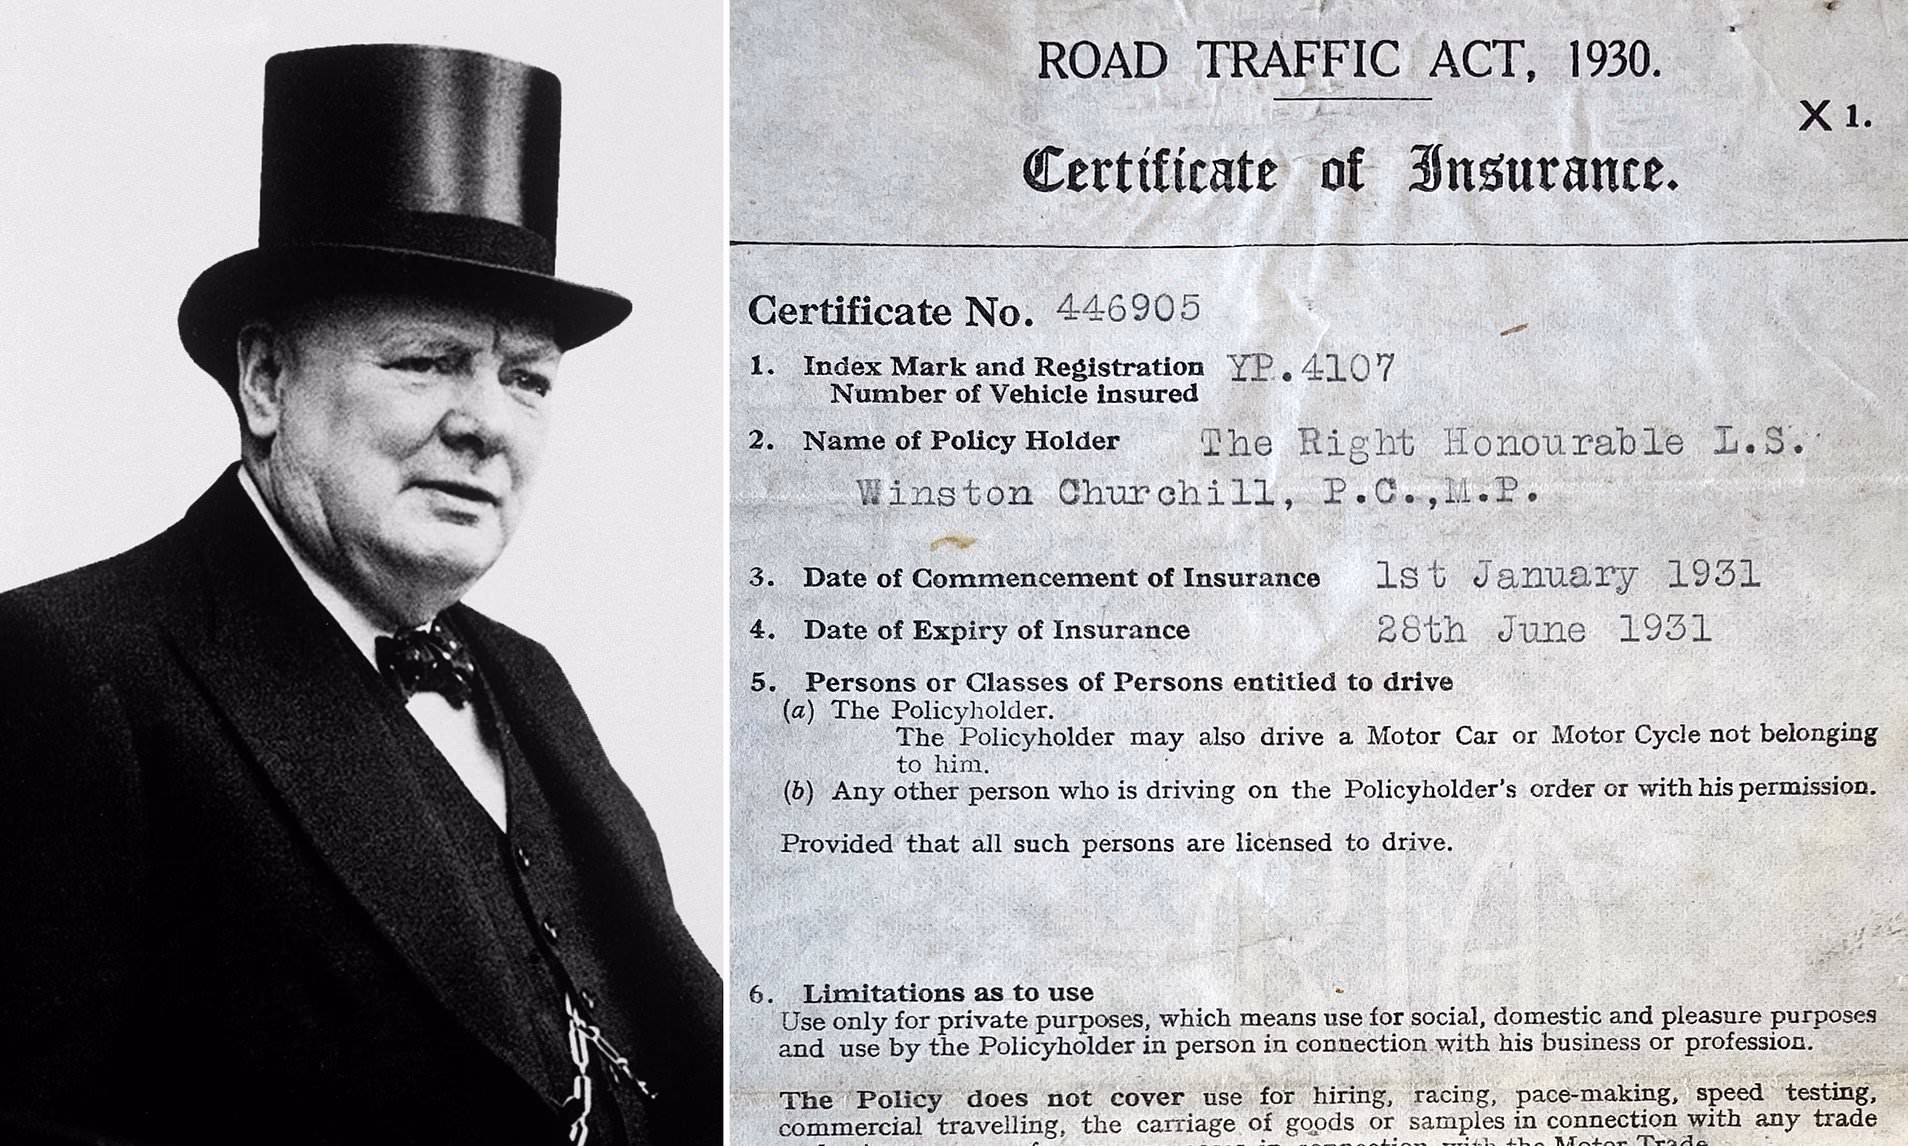 ROAD TRAFFIC ACT, 1930.
X 1.
Certificate of Insurance.
Certificate No. 446905
1. Index Mark and Registration YP.4107
Number of Vehicle insured
2. Name of Policy Holder The Right Honourable L.S.
Winston Churchill, P.C.,M.P.
3. Date of Commencement of Insurance 1st January 1931
4. Date of Expiry of Insurance 28th June 1931
5. Persons or Classes of Persons entitled to drive
(a) The Policyholder.
The Policyholder may also drive a Motor Car or Motor Cycle not belonging
to him.
(b) Any other person who is driving on the Policyholder's order or with his permission.
Provided that all such persons are licensed to drive.
6. Limitations as to use
Use only for private purposes, which means use for social, domestic and pleasure purposes
and use by the Policyholder in person in connection with his business or profession.
The Policy does not cover use for hiring, racing, pace-making, speed testing,
commercial travelling, the carriage of goods or samples in connection with any trade
in connection with the Motor Trade